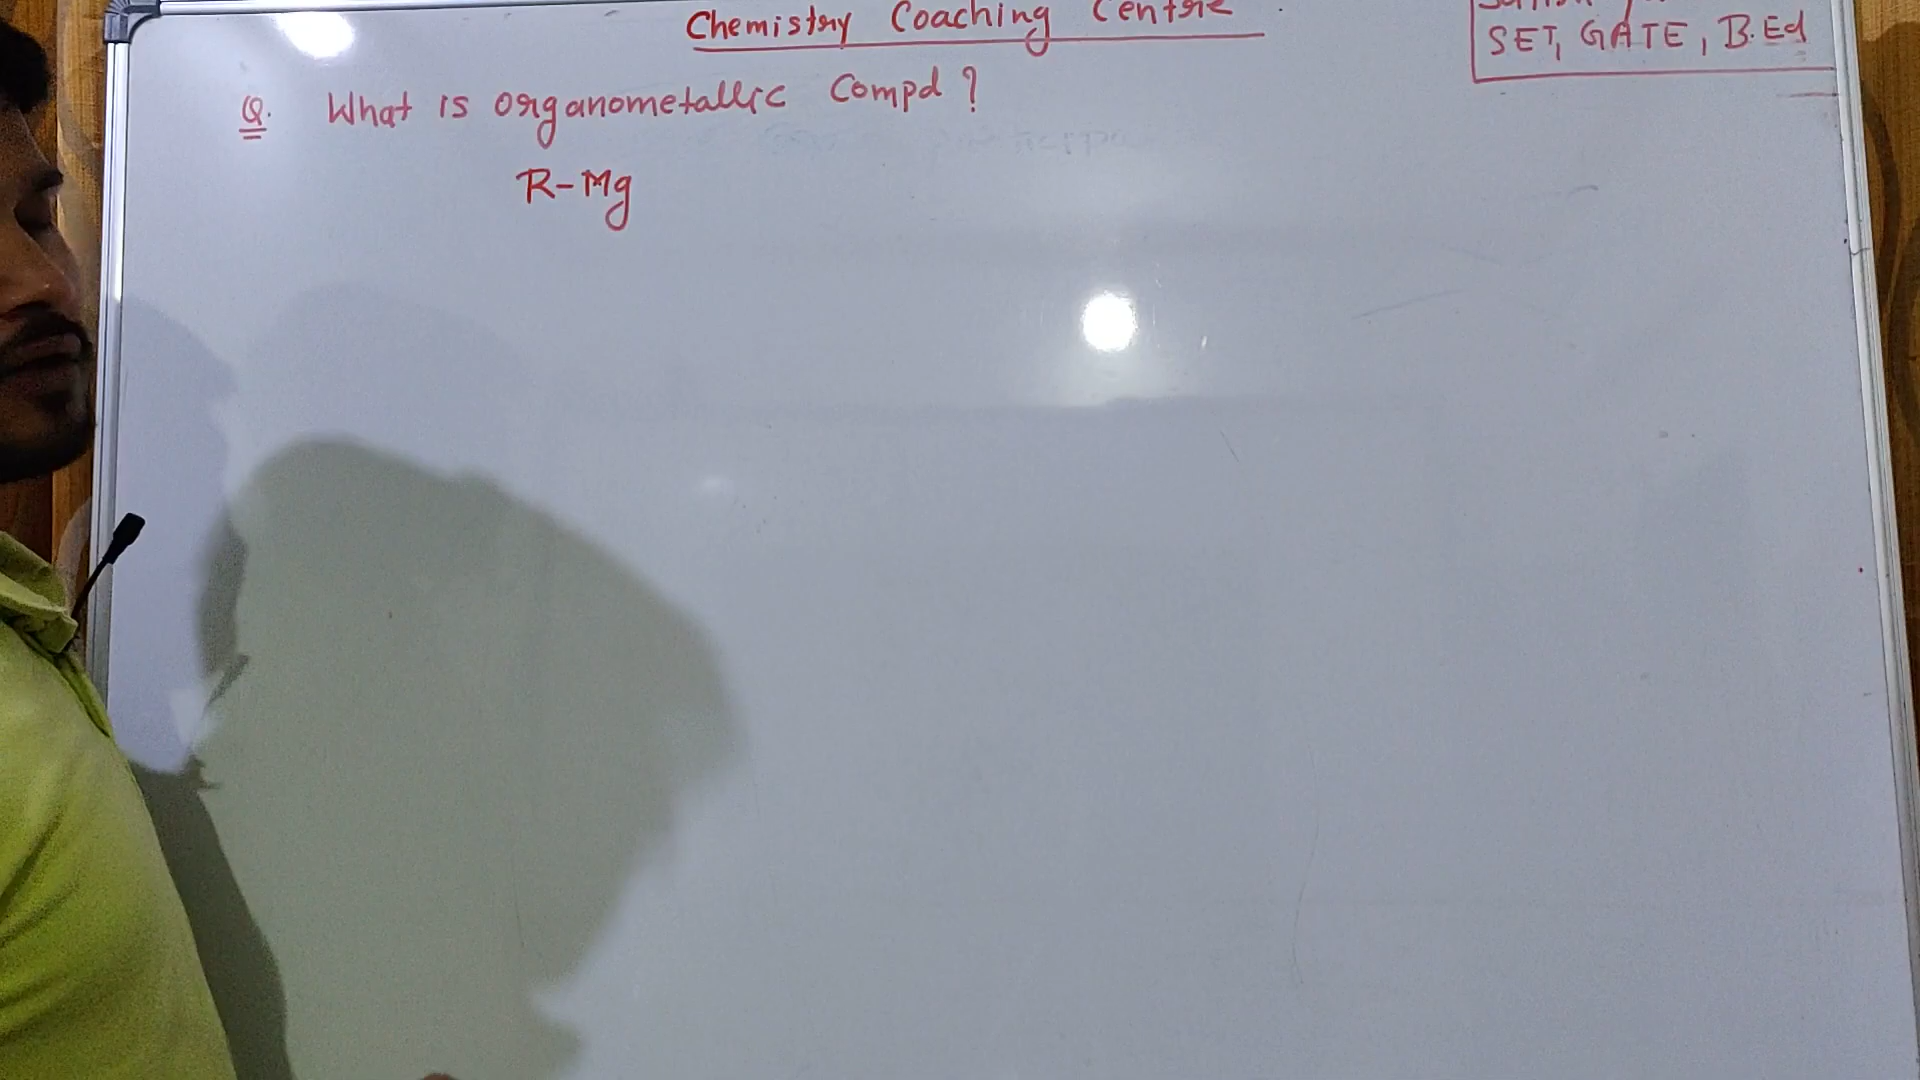 Chemistry Coaching Centre
SET, GATE, B.Ed
Q. What is organometallic Compd ?
R-Mg